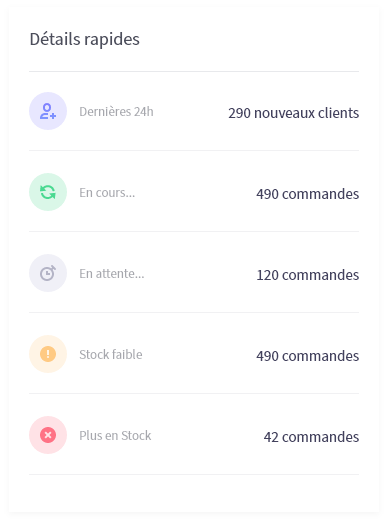 Détails rapides
Dernières 24h 290 nouveaux clients
En cours... 490 commandes
En attente... 120 commandes
Stock faible 490 commandes
Plus en Stock 42 commandes